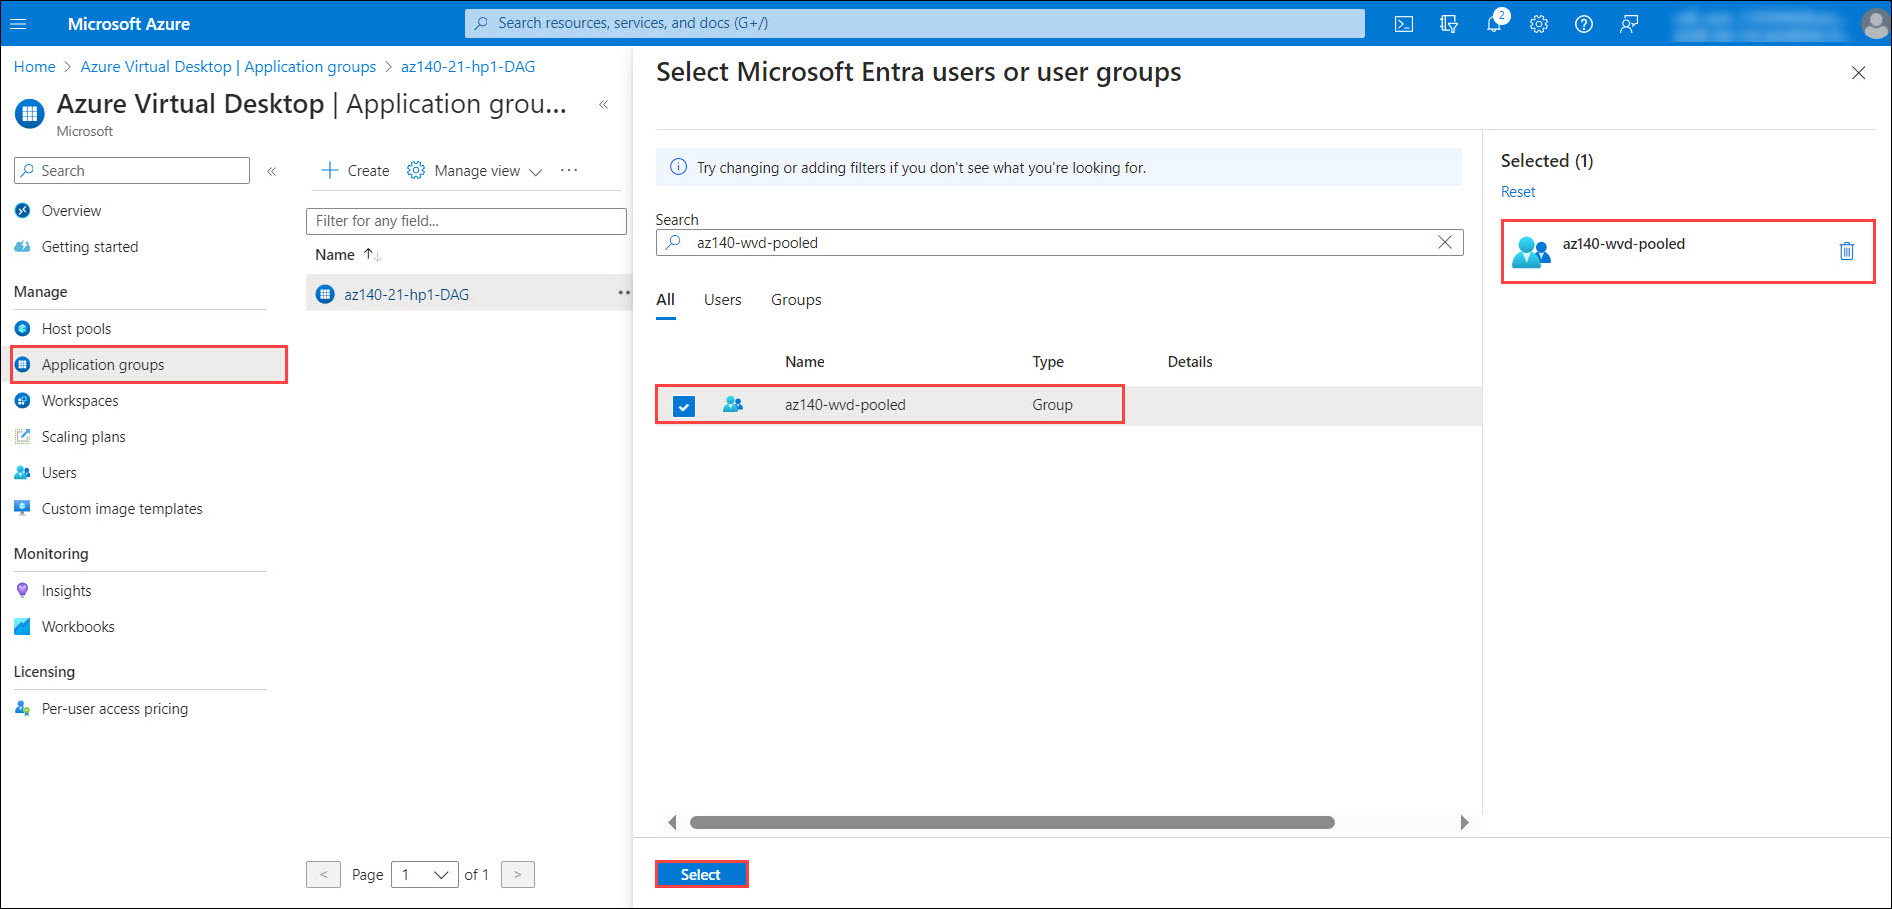 Microsoft Azure
Search resources, services, and docs (G+/)
2
Home > Azure Virtual Desktop | Application groups > az140-21-hp1-DAG
Azure Virtual Desktop | Application grou...
Microsoft
Search
Overview
Getting started
Manage
Host pools
Application groups
Workspaces
Scaling plans
Users
Custom image templates
Monitoring
Insights
Workbooks
Licensing
Per-user access pricing
Create
Manage view
Filter for any field...
Name
az140-21-hp1-DAG
< Page 1 of 1 >
Select Microsoft Entra users or user groups
Try changing or adding filters if you don't see what you're looking for.
Search
az140-wvd-pooled
All Users Groups
Name Type Details
az140-wvd-pooled Group
Select
Selected (1)
Reset
az140-wvd-pooled